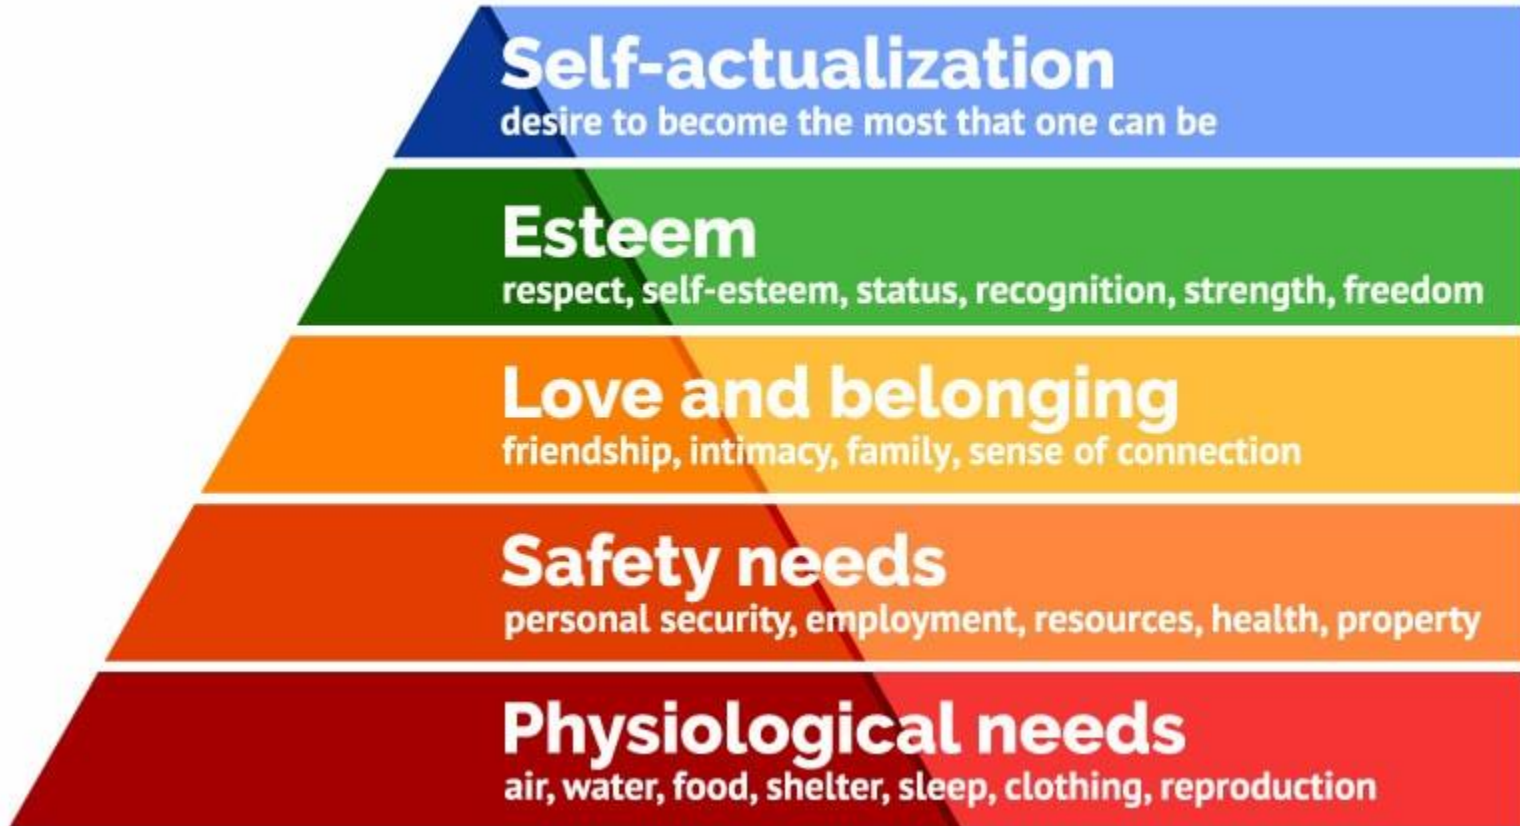 Self-actualization
desire to become the most that one can be
Esteem
respect, self-esteem, status, recognition, strength, freedom
Love and belonging
friendship, intimacy, family, sense of connection
Safety needs
personal security, employment, resources, health, property
Physiological needs
air, water, food, shelter, sleep, clothing, reproduction